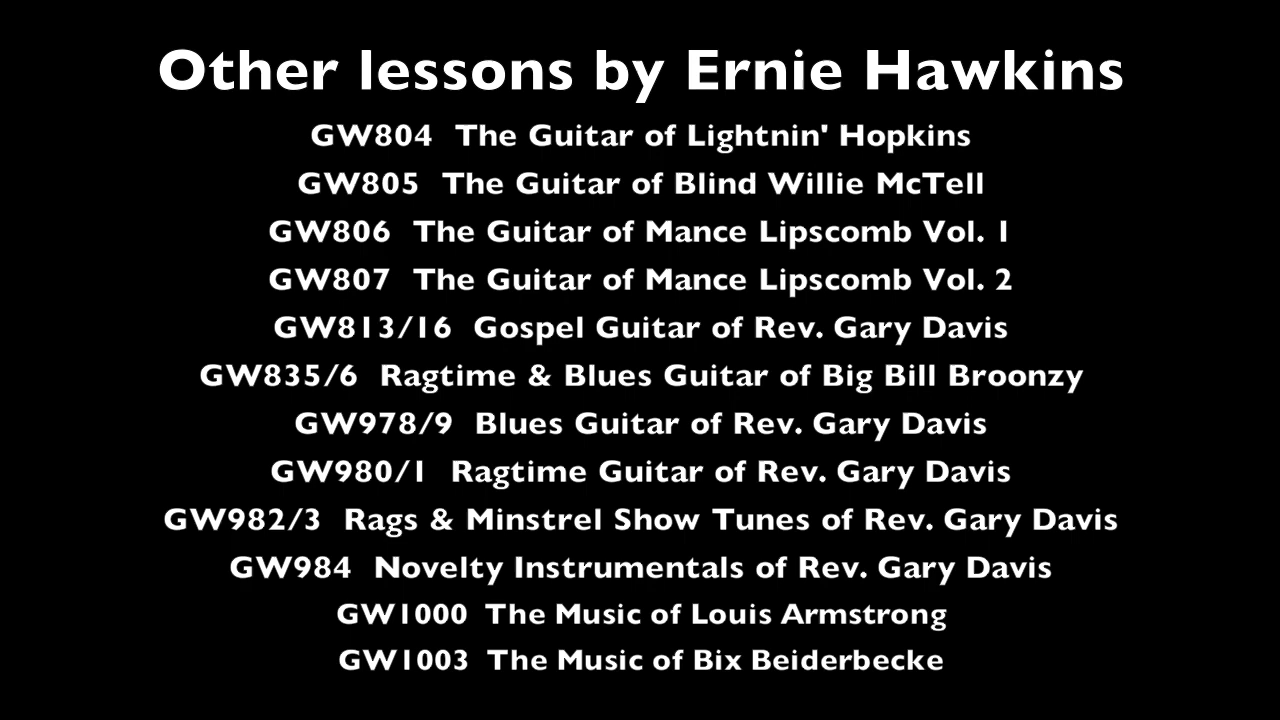 Other lessons by Ernie Hawkins
GW804 The Guitar of Lightnin' Hopkins
GW805 The Guitar of Blind Willie McTell
GW806 The Guitar of Mance Lipscomb Vol. 1
GW807 The Guitar of Mance Lipscomb Vol. 2
GW813/16 Gospel Guitar of Rev. Gary Davis
GW835/6 Ragtime & Blues Guitar of Big Bill Broonzy
GW978/9 Blues Guitar of Rev. Gary Davis
GW980/1 Ragtime Guitar of Rev. Gary Davis
GW982/3 Rags & Minstrel Show Tunes of Rev. Gary Davis
GW984 Novelty Instrumentals of Rev. Gary Davis
GW1000 The Music of Louis Armstrong
GW1003 The Music of Bix Beiderbecke